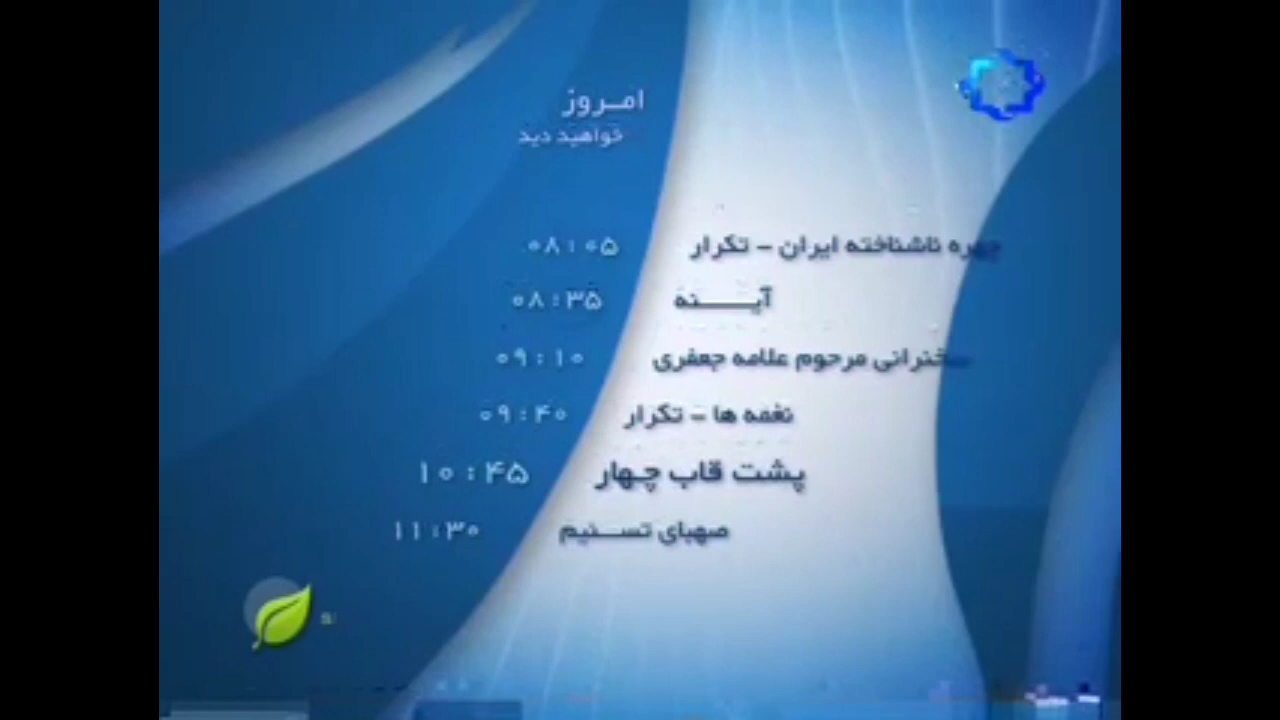 امروز
خواهید دید
چهره ناشناخته ایران - تکرار ۰۸:۰۵
آینه ۰۸:۳۵
سخنرانی مرحوم علامه جعفری ۰۹:۱۰
نغمه ها - تکرار ۰۹:۴۰
پشت قاب چهار ۱۰:۴۵
صهبای تسنیم ۱۱:۳۰